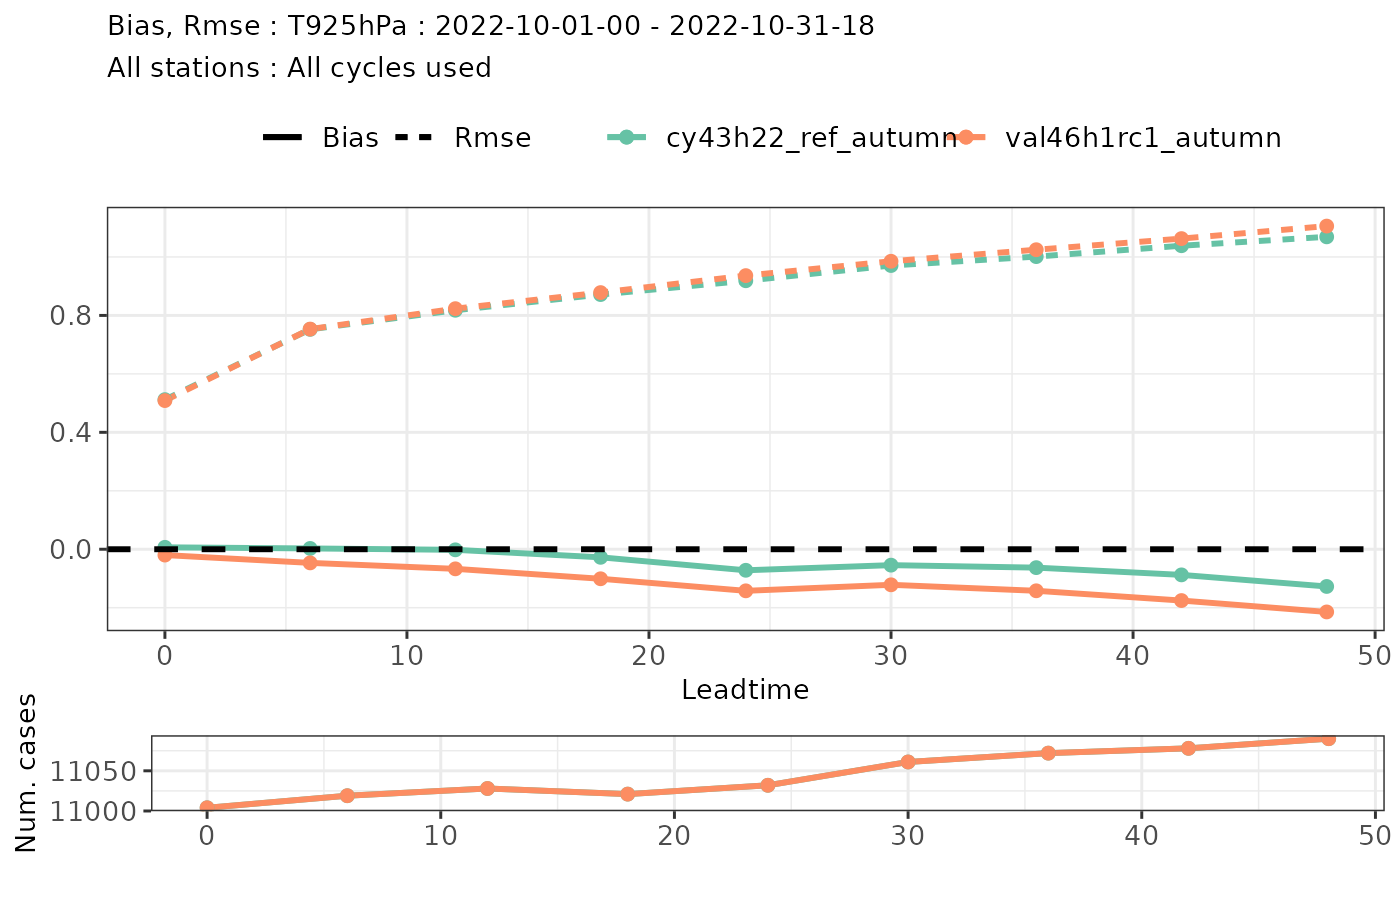 Bias, Rmse : T925hPa : 2022-10-01-00 - 2022-10-31-18
All stations : All cycles used
Bias Rmse cy43h22_ref_autumn val46h1rc1_autumn
0.8
0.4
0.0
0 10 20 30 40 50
Leadtime
Num. cases
11050
11000
0 10 20 30 40 50